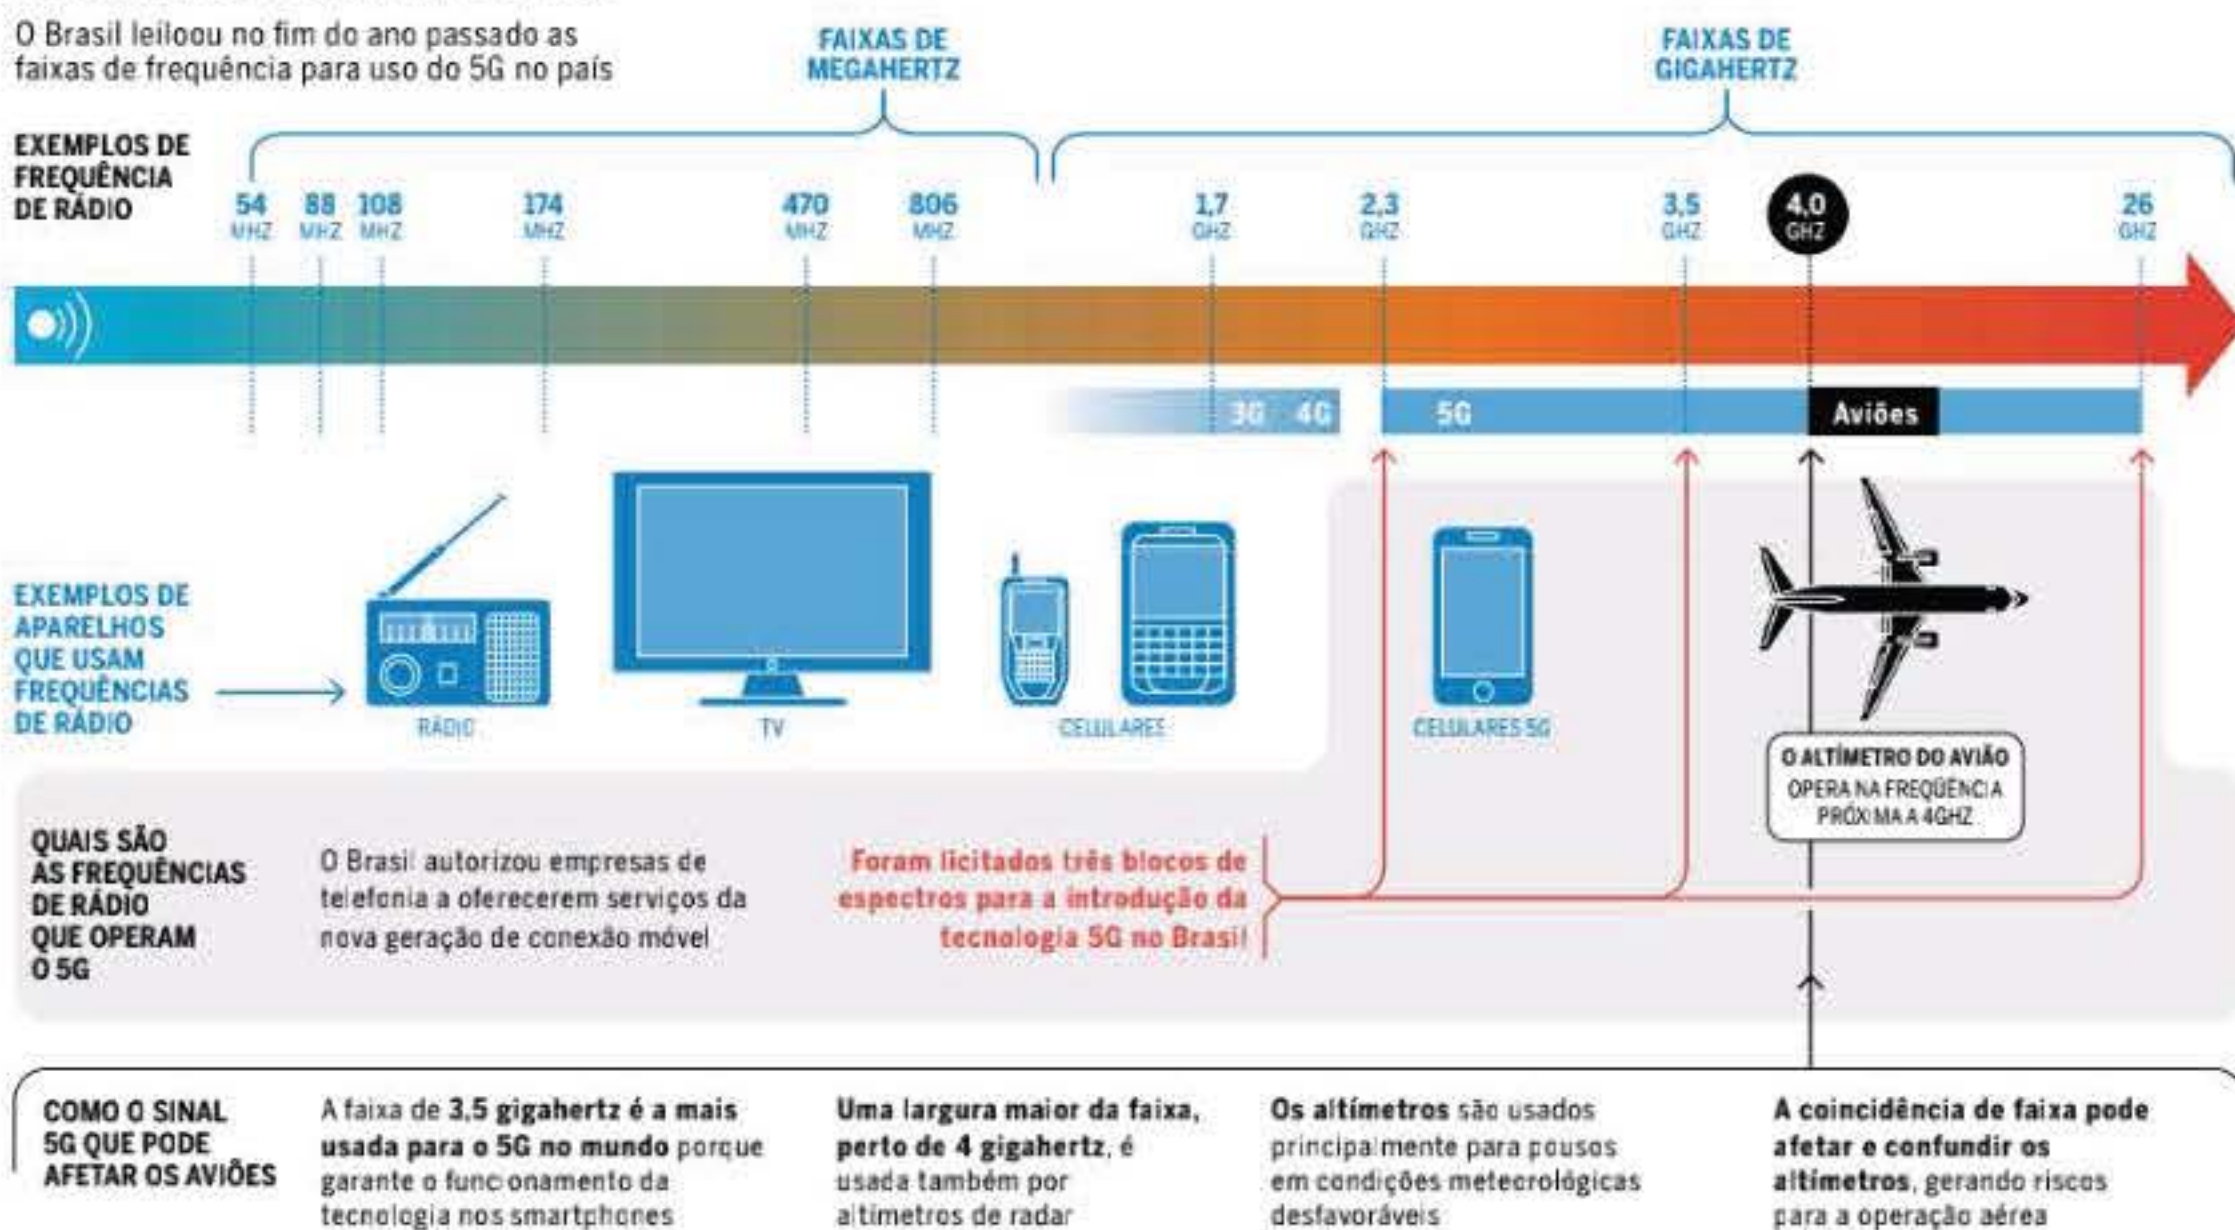 O Brasil leiloou no fim do ano passado as
faixas de frequência para uso do 5G no país
FAIXAS DE
MEGAHERTZ
FAIXAS DE
GIGAHERTZ
EXEMPLOS DE
FREQUÊNCIA
DE RÁDIO
54
MHZ
88
MHZ
108
MHZ
174
MHZ
470
MHZ
806
MHZ
1,7
GHZ
2,3
GHZ
3,5
GHZ
4,0
GHZ
26
GHZ
3G 4G
5G
Aviões
EXEMPLOS DE
APARELHOS
QUE USAM
FREQUÊNCIAS
DE RÁDIO
RÁDIO
TV
CELULARES
CELULARES 5G
O ALTÍMETRO DO AVIÃO
OPERA NA FREQÜÊNCIA
PRÓXIMA A 4GHZ
QUAIS SÃO
AS FREQUÊNCIAS
DE RÁDIO
QUE OPERAM
O 5G
O Brasil autorizou empresas de
telefonia a oferecerem serviços da
nova geração de conexão móvel
Foram licitados três blocos de
espectros para a introdução da
tecnologia 5G no Brasil
COMO O SINAL
5G QUE PODE
AFETAR OS AVIÕES
A faixa de 3,5 gigahertz é a mais
usada para o 5G no mundo porque
garante o funcionamento da
tecnologia nos smartphones
Uma largura maior da faixa,
perto de 4 gigahertz, é
usada também por
altímetros de radar
Os altímetros são usados
principalmente para pousos
em condições meteorológicas
desfavoráveis
A coincidência de faixa pode
afetar e confundir os
altímetros, gerando riscos
para a operação aérea